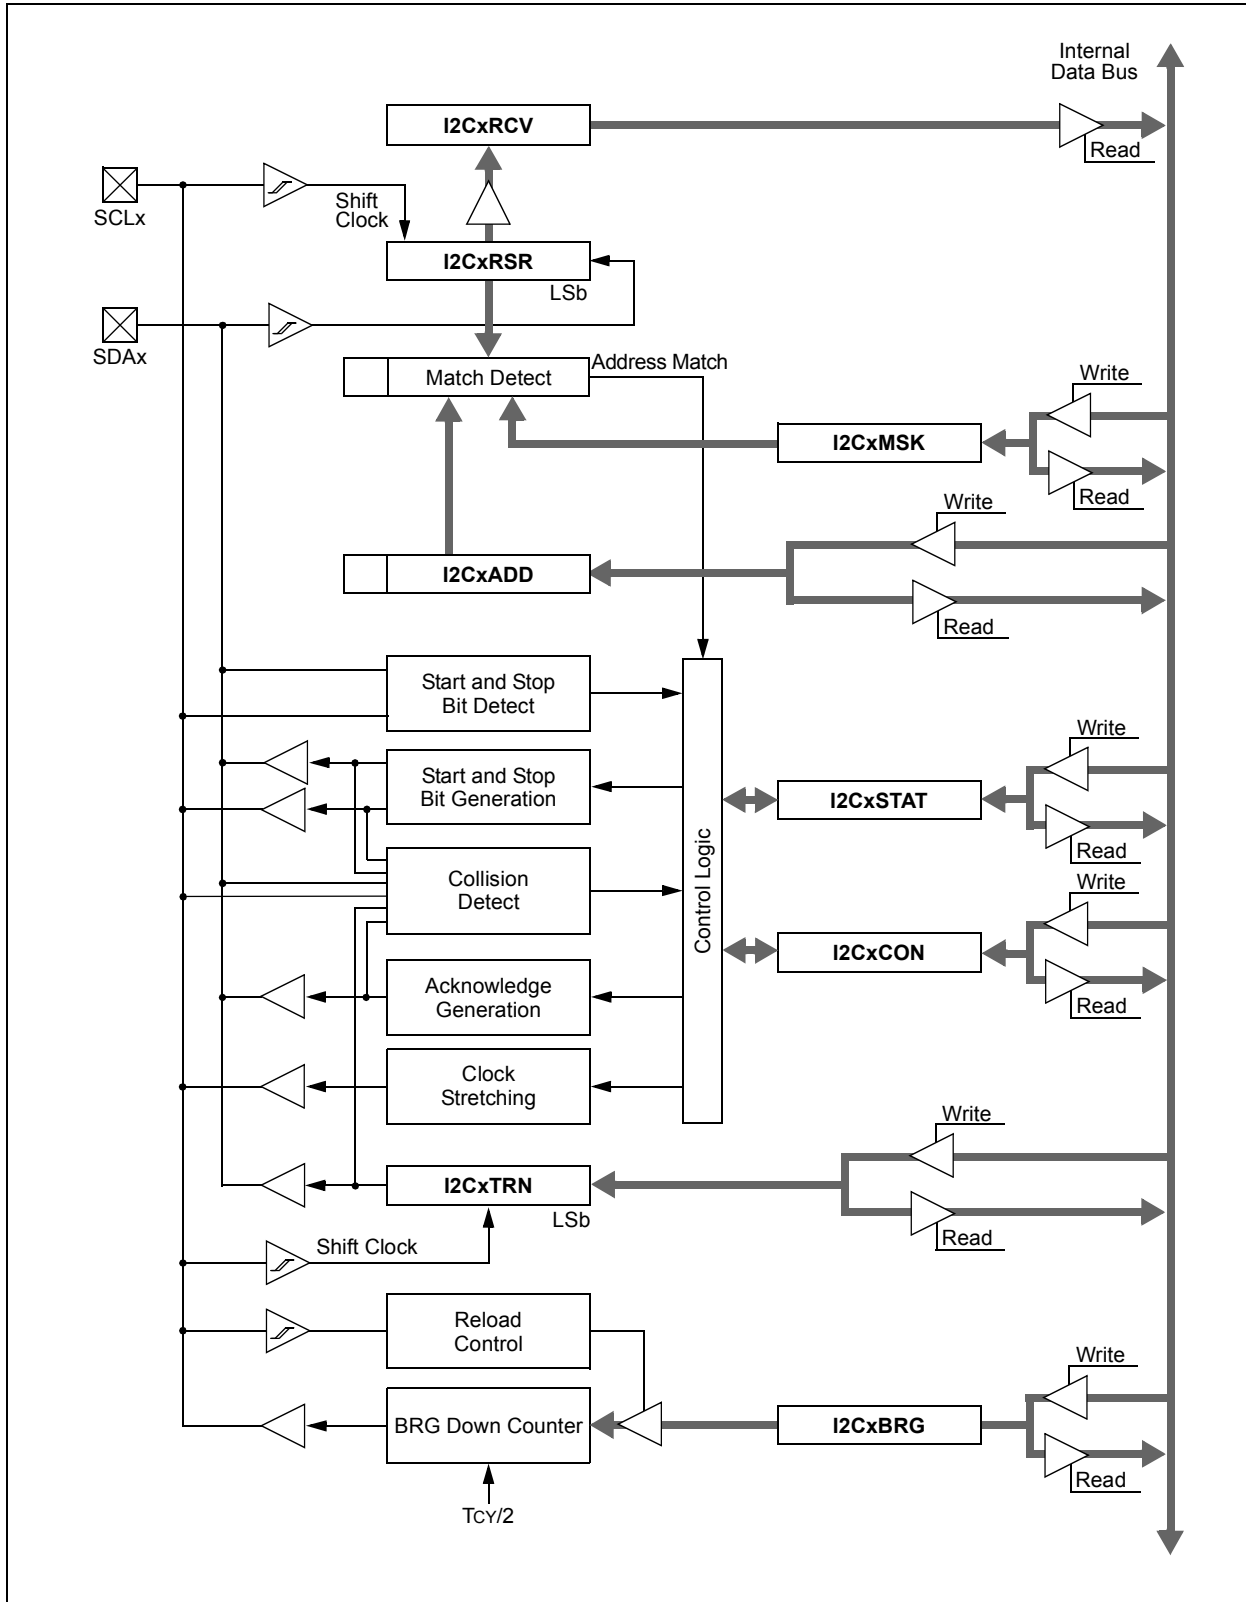 Internal
Data Bus
I2CxRCV
Read
SCLx
Shift
Clock
I2CxRSR
LSb
SDAx
Match Detect
Address Match
Write
I2CxMSK
Read
Write
I2CxADD
Read
Start and Stop
Bit Detect
Start and Stop
Bit Generation
Write
I2CxSTAT
Read
Collision
Detect
Control Logic
Write
I2CxCON
Read
Acknowledge
Generation
Clock
Stretching
Write
I2CxTRN
LSb
Read
Shift Clock
Reload
Control
Write
BRG Down Counter
I2CxBRG
Read
TCY/2